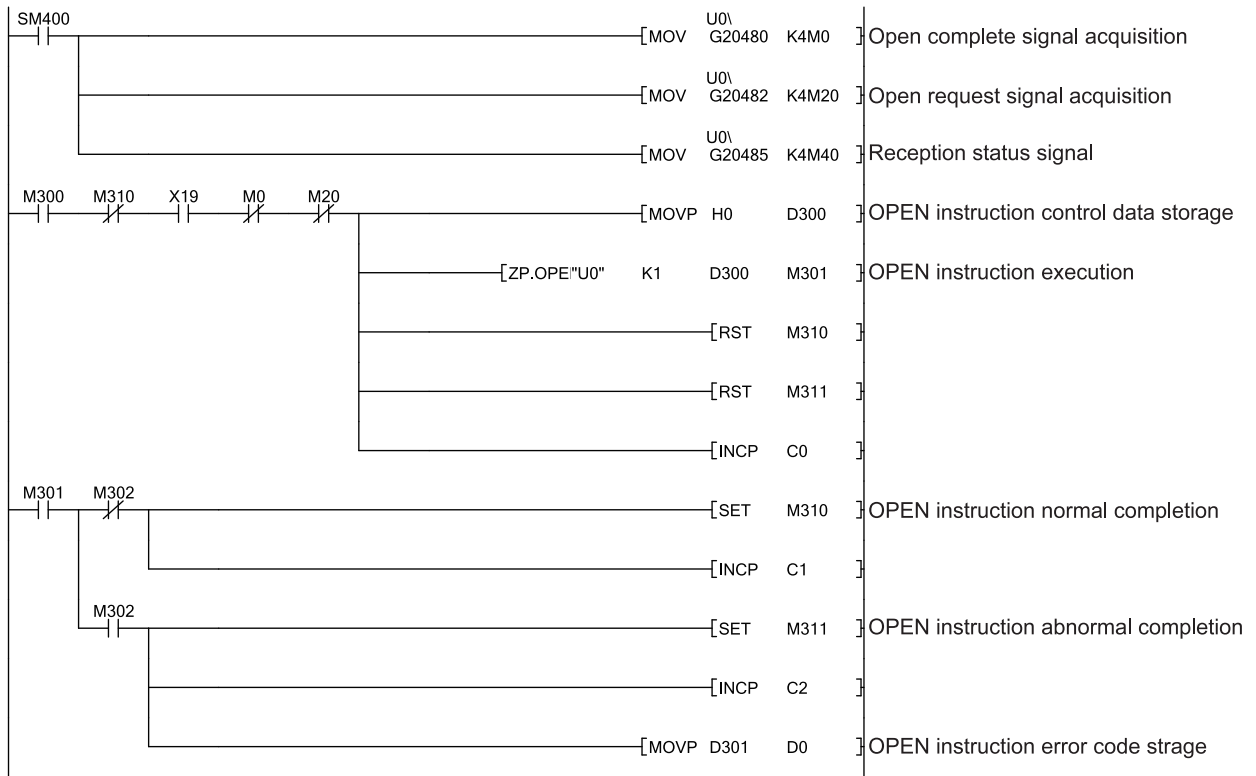 SM400
U0\
[MOV G20480 K4M0 ] Open complete signal acquisition
U0\
[MOV G20482 K4M20 ] Open request signal acquisition
U0\
[MOV G20485 K4M40 ] Reception status signal
M300 M310 X19 M0 M20
[MOVP H0 D300 ] OPEN instruction control data storage
[ZP.OPE "U0" K1 D300 M301 ] OPEN instruction execution
[RST M310 ]
[RST M311 ]
[INCP C0 ]
M301 M302
[SET M310 ] OPEN instruction normal completion
[INCP C1 ]
M302
[SET M311 ] OPEN instruction abnormal completion
[INCP C2 ]
[MOVP D301 D0 ] OPEN instruction error code strage